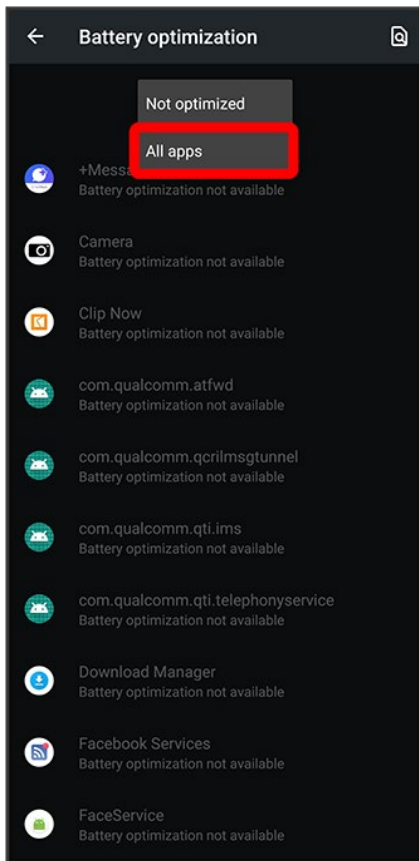 Battery optimization
Not optimized
All apps
+Messa
Battery optimization not available
Camera
Battery optimization not available
Clip Now
Battery optimization not available
com.qualcomm.atfwd
Battery optimization not available
com.qualcomm.qcrilmsgtunnel
Battery optimization not available
com.qualcomm.qti.ims
Battery optimization not available
com.qualcomm.qti.telephonyservice
Battery optimization not available
Download Manager
Battery optimization not available
Facebook Services
Battery optimization not available
FaceService
Battery optimization not available